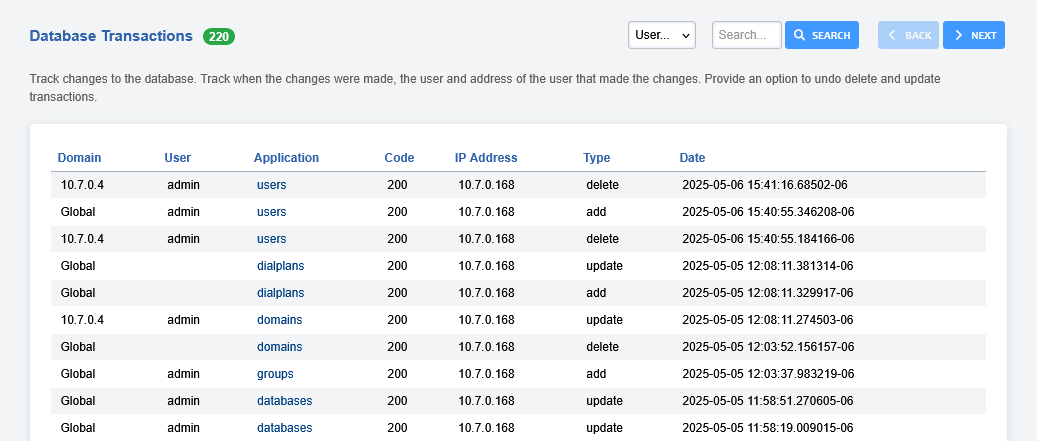 Database Transactions 220 User... Search... SEARCH BACK NEXT
Track changes to the database. Track when the changes were made, the user and address of the user that made the changes. Provide an option to undo delete and update
transactions.
Domain User Application Code IP Address Type Date
10.7.0.4 admin users 200 10.7.0.168 delete 2025-05-06 15:41:16.68502-06
Global admin users 200 10.7.0.168 add 2025-05-06 15:40:55.346208-06
10.7.0.4 admin users 200 10.7.0.168 delete 2025-05-06 15:40:55.184166-06
Global dialplans 200 10.7.0.168 update 2025-05-05 12:08:11.381314-06
Global dialplans 200 10.7.0.168 add 2025-05-05 12:08:11.329917-06
10.7.0.4 admin domains 200 10.7.0.168 update 2025-05-05 12:08:11.274503-06
Global domains 200 10.7.0.168 delete 2025-05-05 12:03:52.156157-06
Global admin groups 200 10.7.0.168 add 2025-05-05 12:03:37.983219-06
Global admin databases 200 10.7.0.168 update 2025-05-05 11:58:51.270605-06
Global admin databases 200 10.7.0.168 update 2025-05-05 11:58:19.009015-06